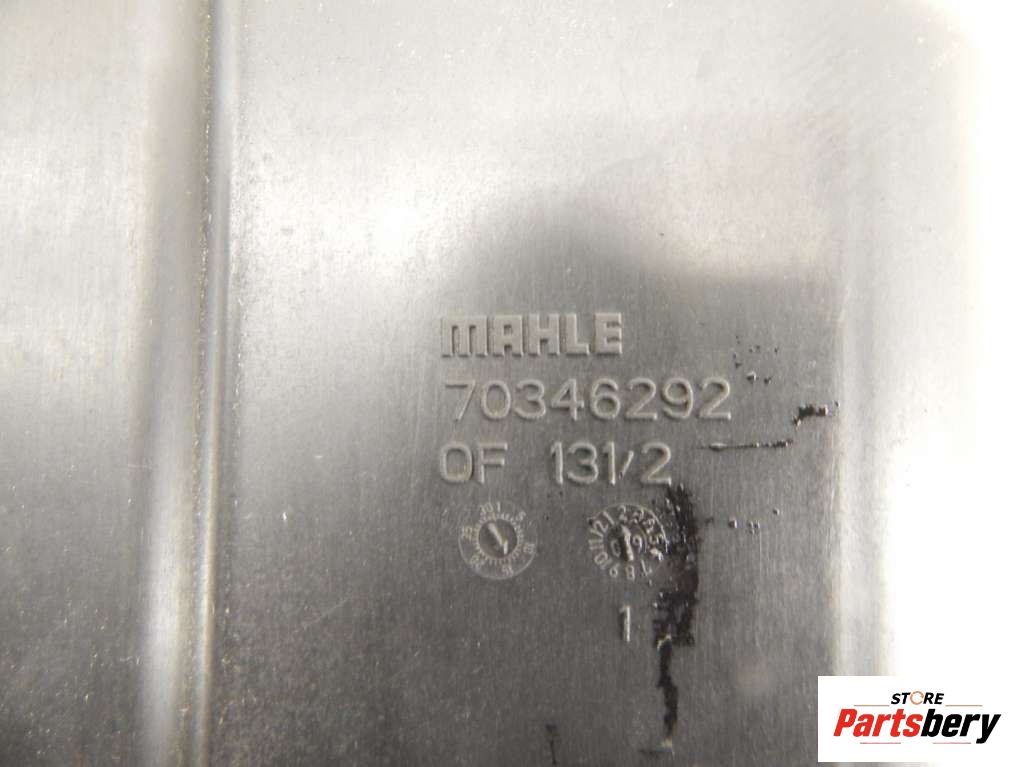 MAHLE
70346292
OF 131/2
1
STORE
Partsbery